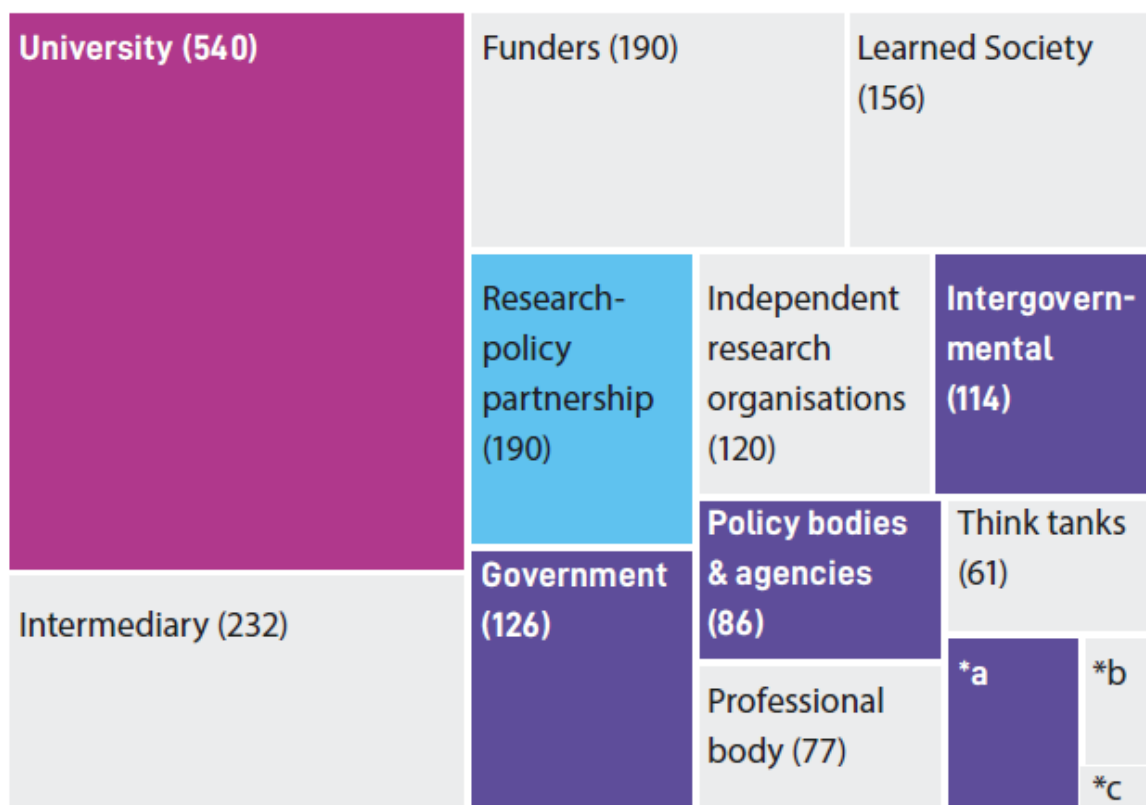 University (540)
Funders (190)
Learned Society
(156)
Research-
policy
partnership
(190)
Independent
research
organisations
(120)
Intergovern-
mental
(114)
Government
(126)
Policy bodies
& agencies
(86)
Think tanks
(61)
Intermediary (232)
Professional
body (77)
*a
*b
*c